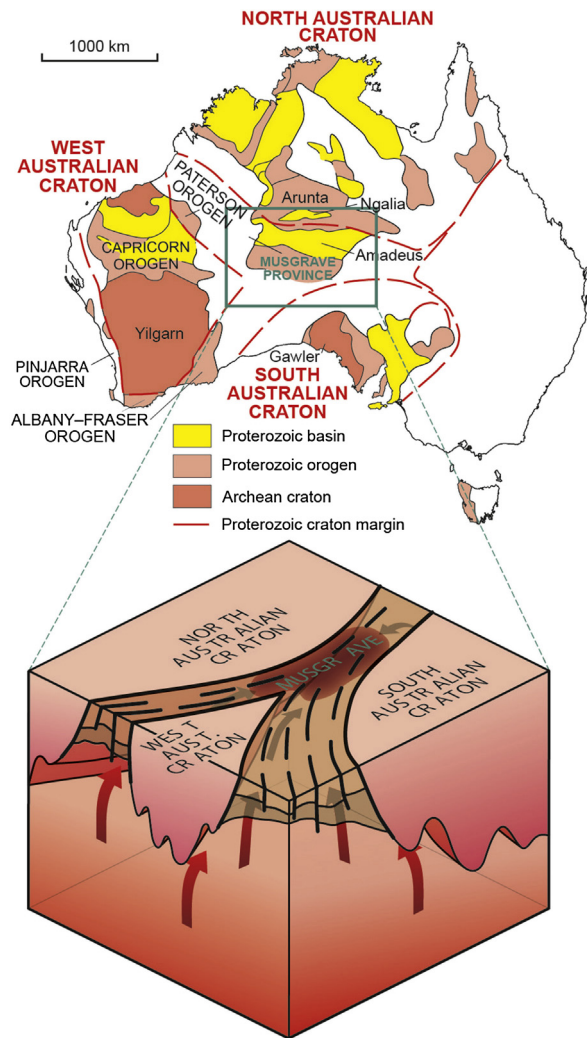 NORTH AUSTRALIAN
CRATON
1000 km
WEST
AUSTRALIAN
CRATON
PATERSON
OROGEN
Arunta
Ngalia
CAPRICORN
OROGEN
Amadeus
MUSGRAVE
PROVINCE
Yilgarn
Gawler
PINJARRA
OROGEN
SOUTH
AUSTRALIAN
CRATON
ALBANY–FRASER
OROGEN
Proterozoic basin
Proterozoic orogen
Archean craton
Proterozoic craton margin
NORTH
AUSTRALIAN
CRATON
MUSGRAVE
SOUTH
AUSTRALIAN
CRATON
WEST
AUST.
CRATON